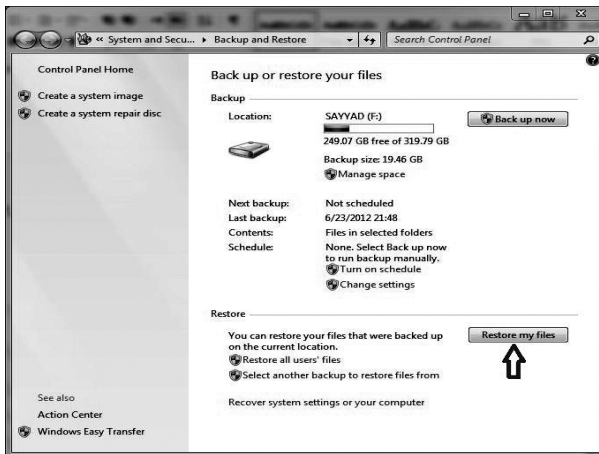 « System and Secu... ▸ Backup and Restore
Search Control Panel
Control Panel Home
Create a system image
Create a system repair disc
See also
Action Center
Windows Easy Transfer
Back up or restore your files
Backup
Location: SAYYAD (F:)
Back up now
249.07 GB free of 319.79 GB
Backup size: 19.46 GB
Manage space
Next backup: Not scheduled
Last backup: 6/23/2012 21:48
Contents: Files in selected folders
Schedule: None. Select Back up now
to run backup manually.
Turn on schedule
Change settings
Restore
You can restore your files that were backed up
on the current location.
Restore my files
Restore all users' files
Select another backup to restore files from
Recover system settings or your computer